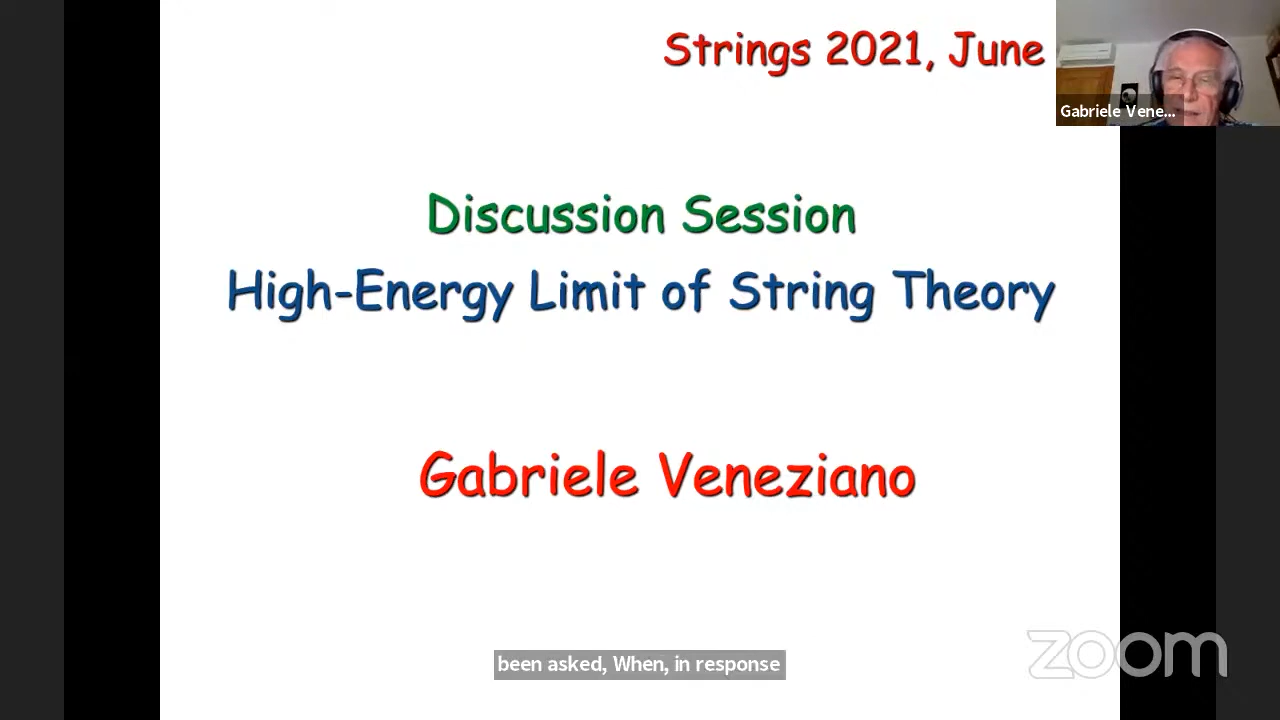 Strings 2021, June
Gabriele Vene...
Discussion Session
High-Energy Limit of String Theory
Gabriele Veneziano
been asked, When, in response
zoom